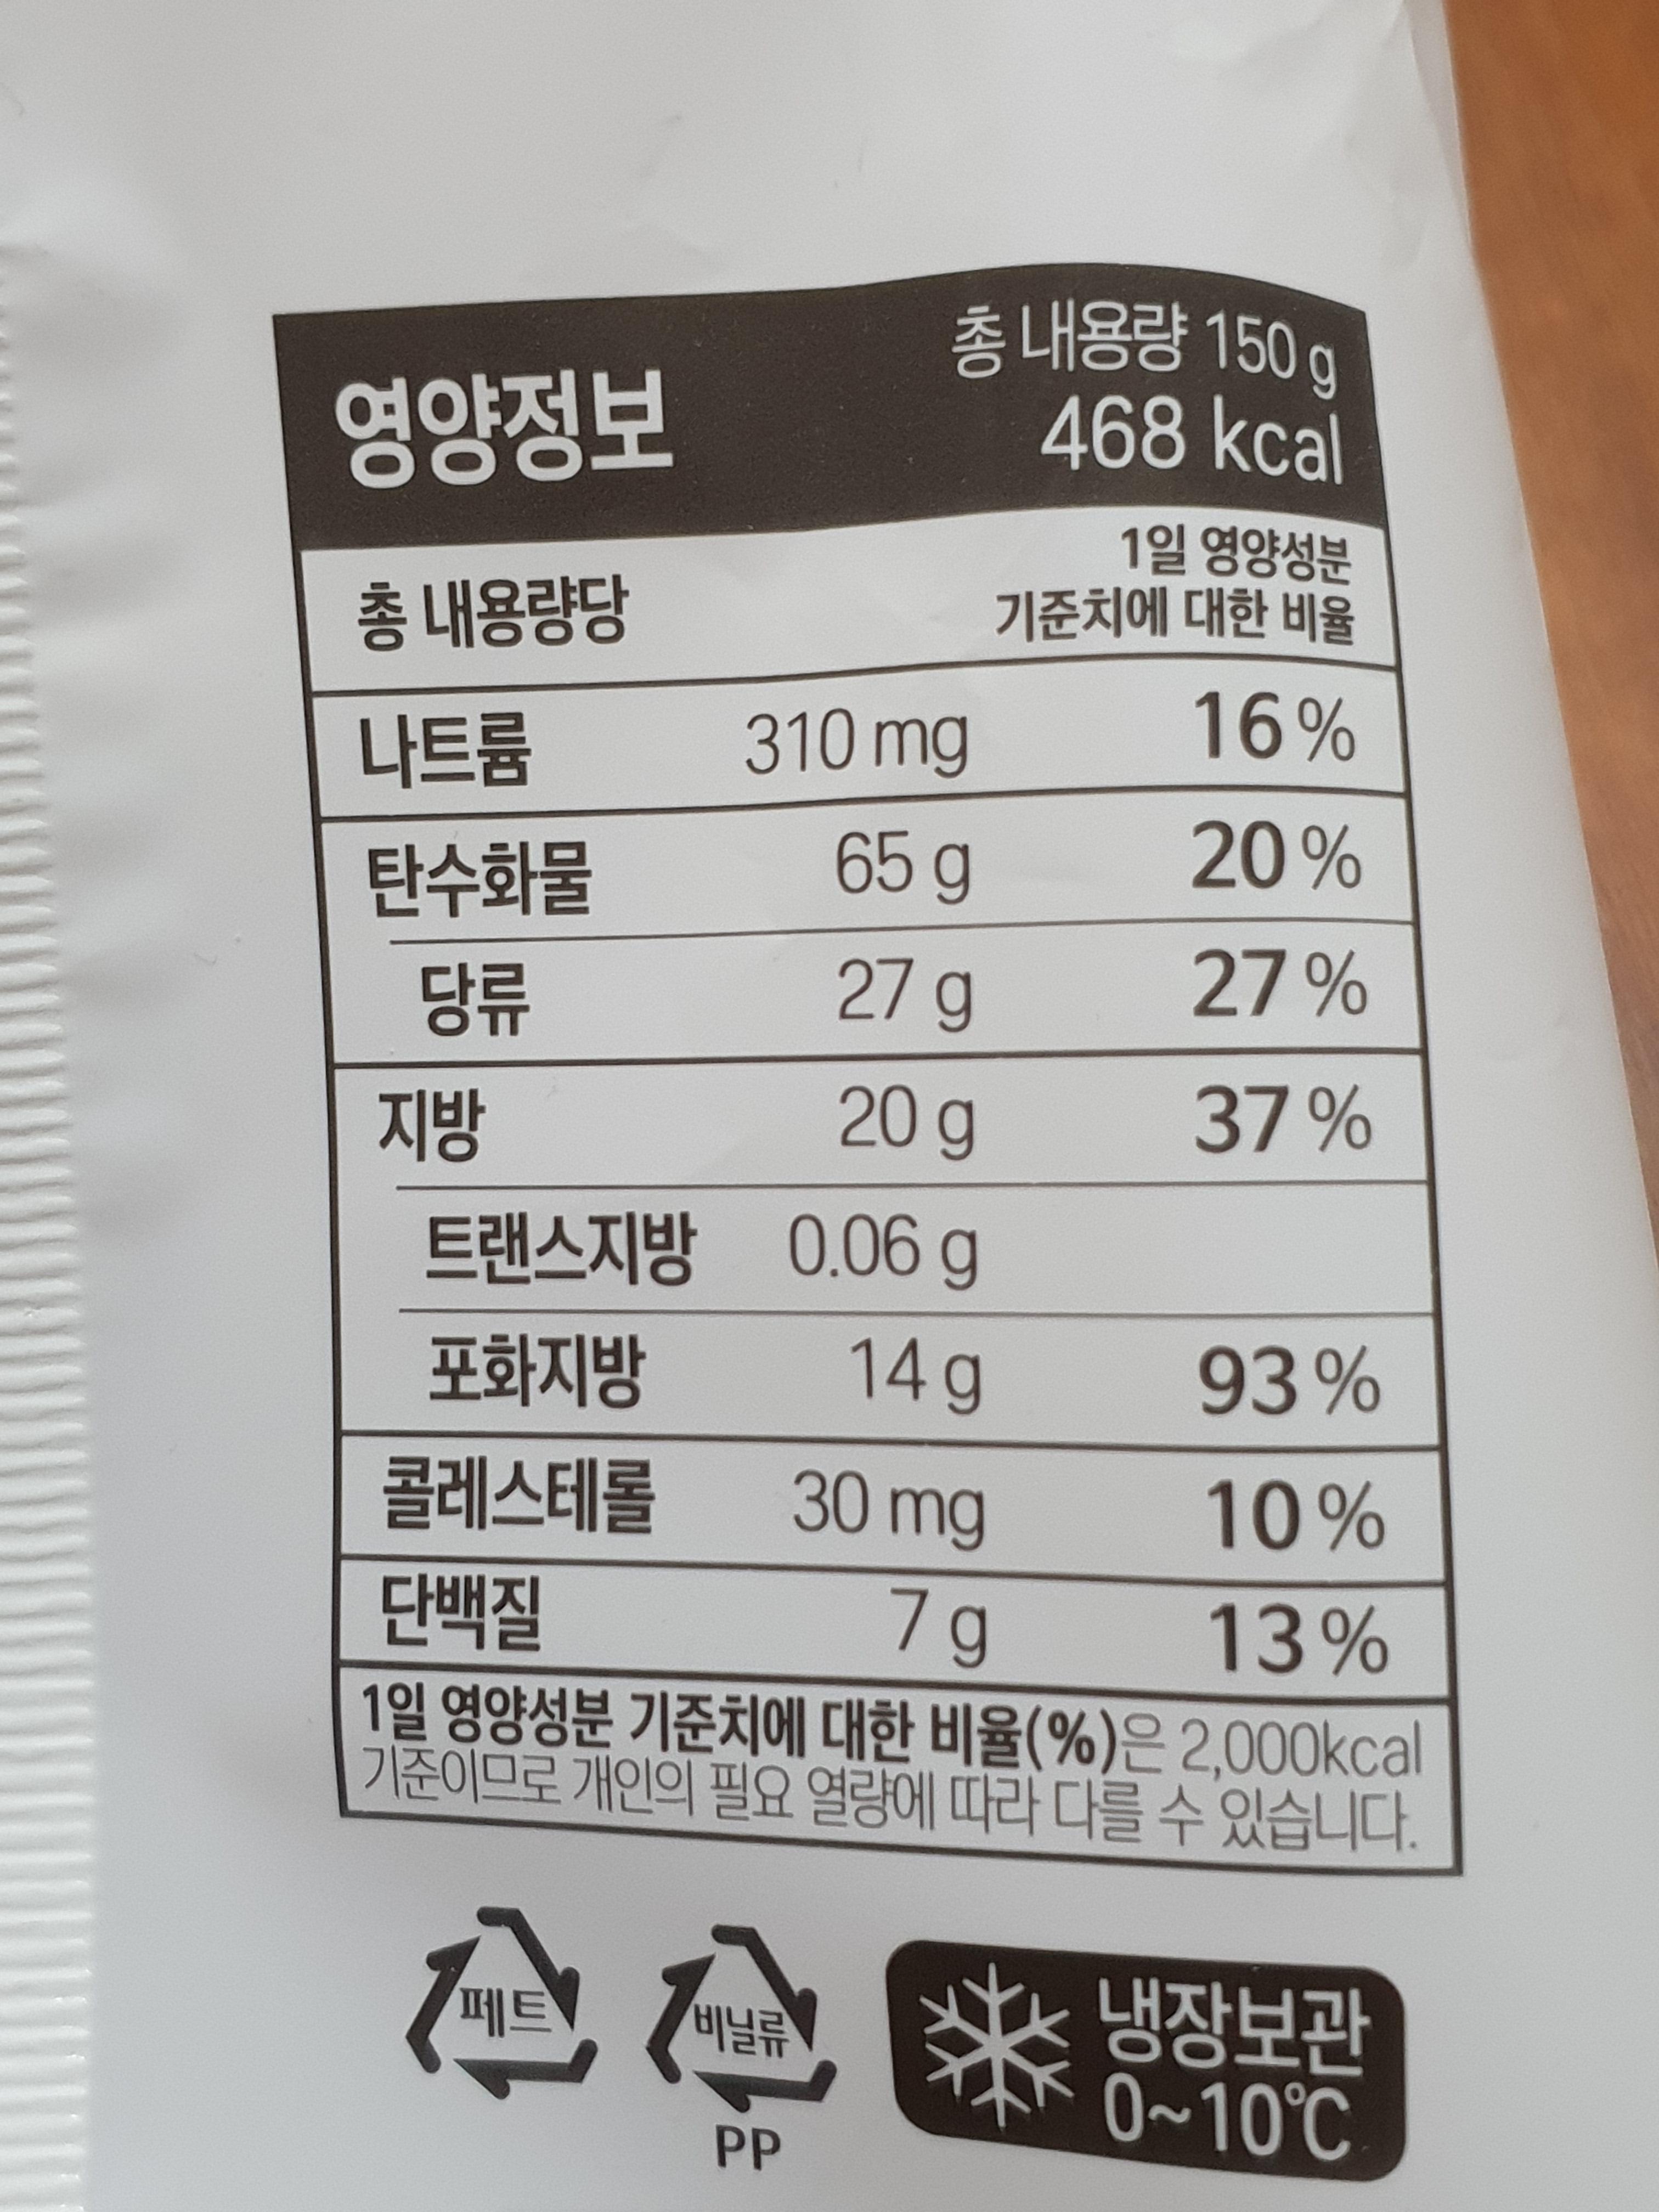 영양정보
총 내용량 150 g
468 kcal
총 내용량당
1일 영양성분
기준치에 대한 비율
나트륨 310 mg 16 %
탄수화물 65 g 20 %
당류 27 g 27 %
지방 20 g 37 %
트랜스지방 0.06 g
포화지방 14 g 93 %
콜레스테롤 30 mg 10 %
단백질 7 g 13 %
1일 영양성분 기준치에 대한 비율(%)은 2,000kcal
기준이므로 개인의 필요 열량에 따라 다를 수 있습니다.
페트
비닐류
PP
냉장보관
0~10℃